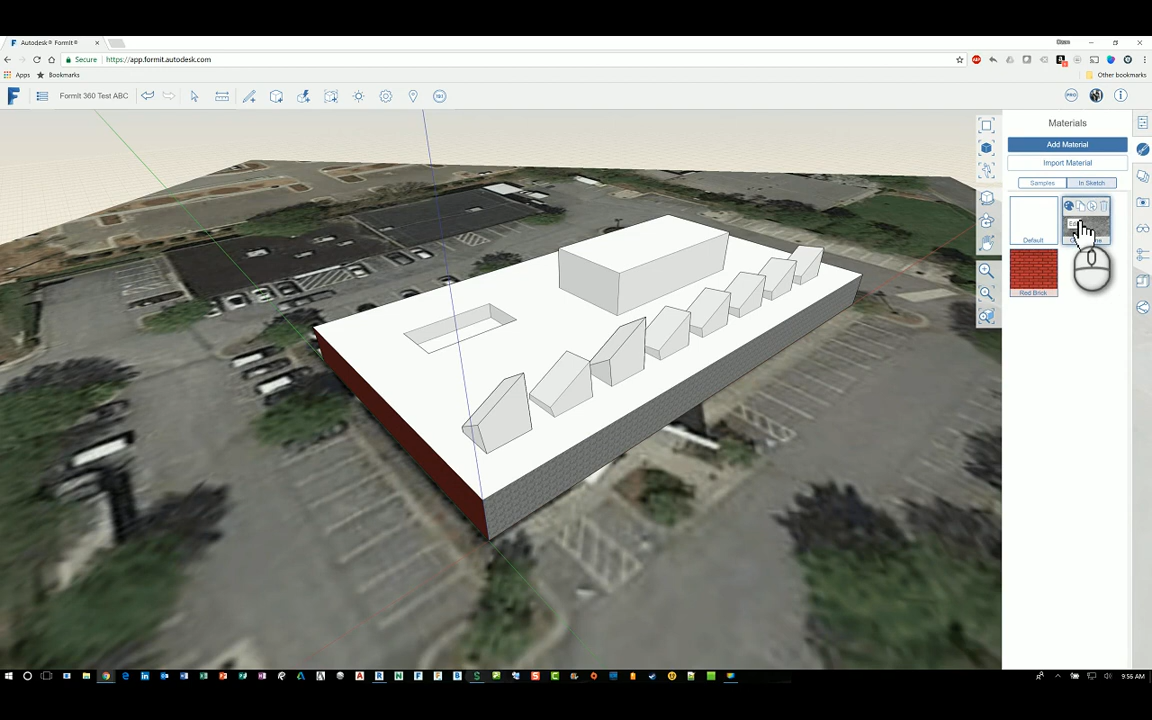 Autodesk® FormIt®
Secure
https://app.formit.autodesk.com
Apps
Bookmarks
Other bookmarks
FormIt 360 Test ABC
PRO
Materials
Add Material
Import Material
Samples
In Sketch
Default
Red Brick
9:56 AM